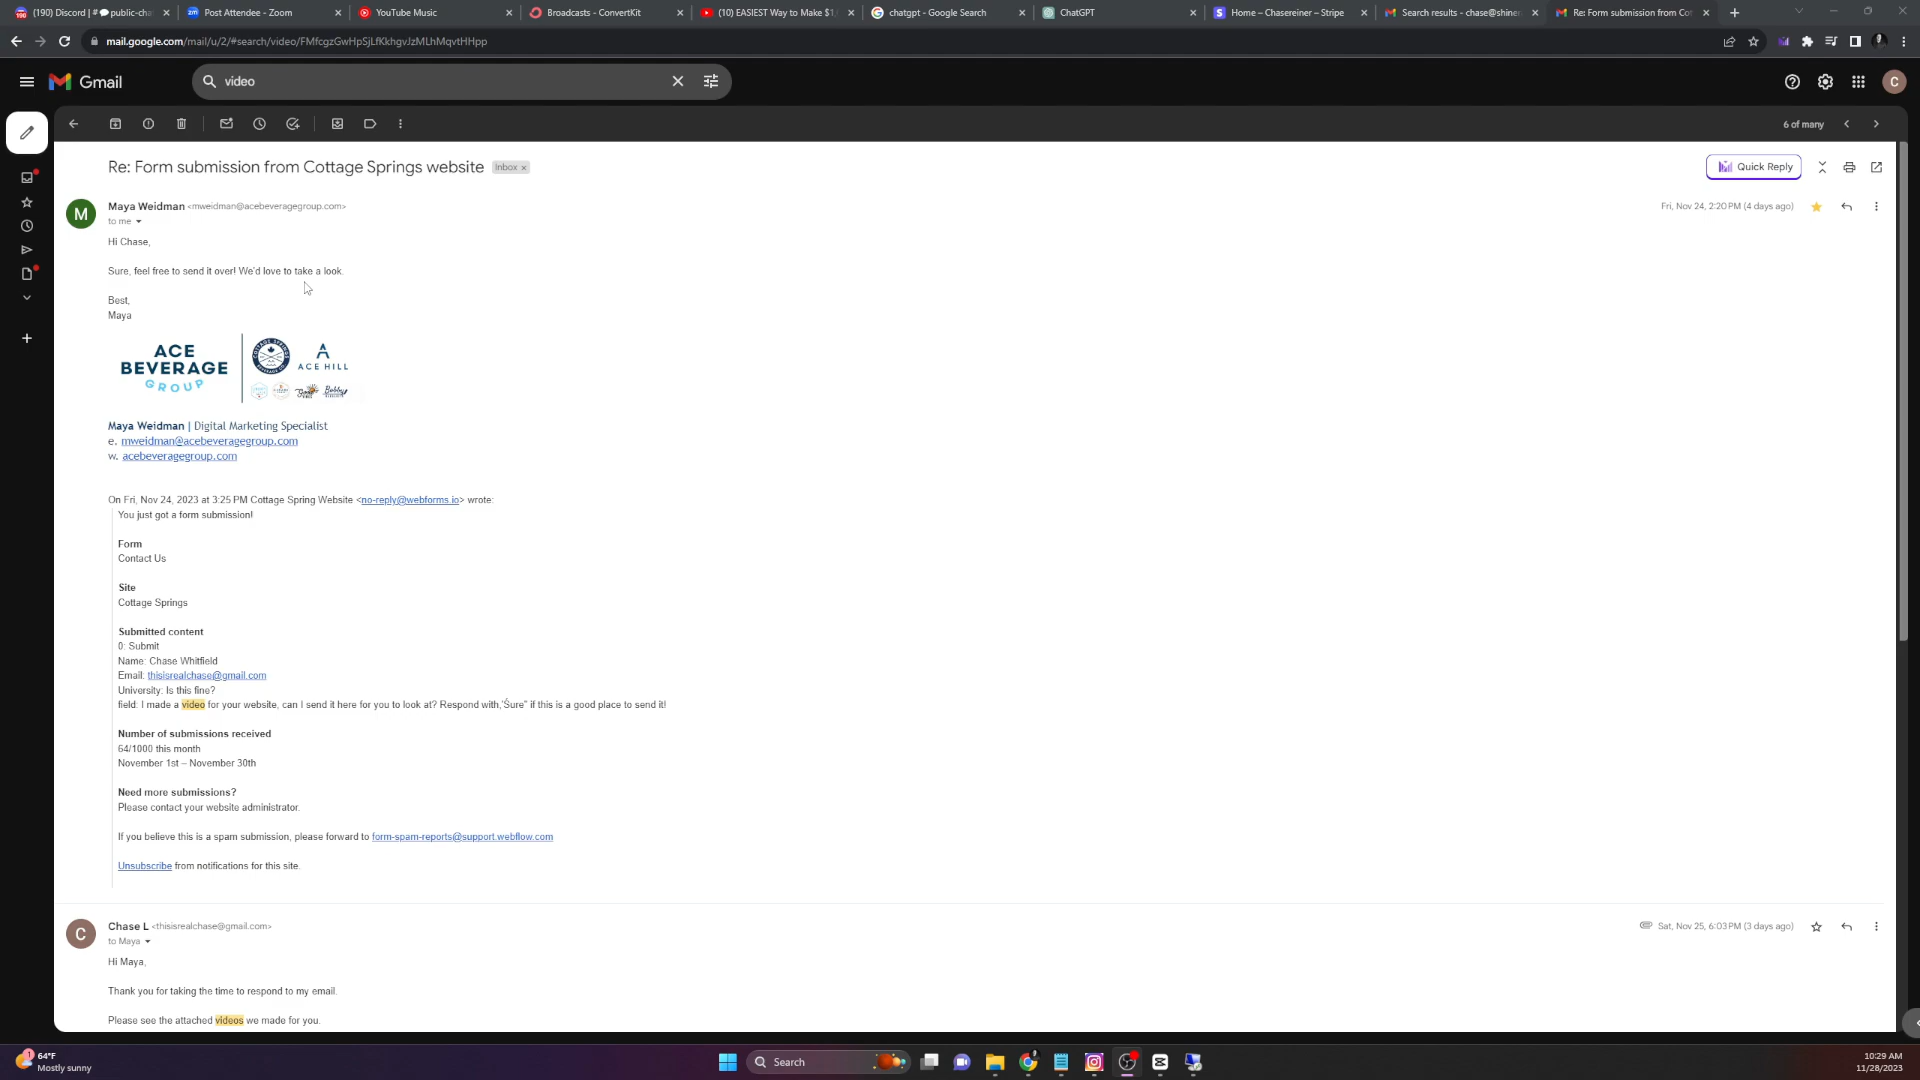 (190) Discord | # 💬public-cha
Post Attendee - Zoom
YouTube Music
Broadcasts - ConvertKit
(10) EASIEST Way to Make $1,
chatgpt - Google Search
ChatGPT
Home – Chasereiner – Stripe
Search results - chase@shiner
Re: Form submission from Cot
mail.google.com/mail/u/2/#search/video/FMfcgzGwHpSjLfKkhgvJzMLhMqvtHHpp
Gmail
video
C
6 of many
Re: Form submission from Cottage Springs website
Inbox ×
Quick Reply
M
Maya Weidman <mweidman@acebeveragegroup.com>
Fri, Nov 24, 2:20 PM (4 days ago)
to me
Hi Chase,
Sure, feel free to send it over! We'd love to take a look.
Best,
Maya
ACE
BEVERAGE
GROUP
COTTAGE SPRINGS
ACE HILL
Maya Weidman | Digital Marketing Specialist
e. mweidman@acebeveragegroup.com
w. acebeveragegroup.com
On Fri, Nov 24, 2023 at 3:25 PM Cottage Spring Website <no-reply@webforms.io> wrote:
You just got a form submission!
Form
Contact Us
Site
Cottage Springs
Submitted content
0: Submit
Name: Chase Whitfield
Email: thisisrealchase@gmail.com
University: Is this fine?
field: I made a video for your website, can I send it here for you to look at? Respond with,'Śure" if this is a good place to send it!
Number of submissions received
64/1000 this month
November 1st – November 30th
Need more submissions?
Please contact your website administrator.
If you believe this is a spam submission, please forward to form-spam-reports@support.webflow.com
Unsubscribe from notifications for this site.
C
Chase L <thisisrealchase@gmail.com>
Sat, Nov 25, 6:03 PM (3 days ago)
to Maya
Hi Maya,
Thank you for taking the time to respond to my email.
Please see the attached videos we made for you.
1
64°F
Mostly sunny
Search
10:29 AM
11/28/2023